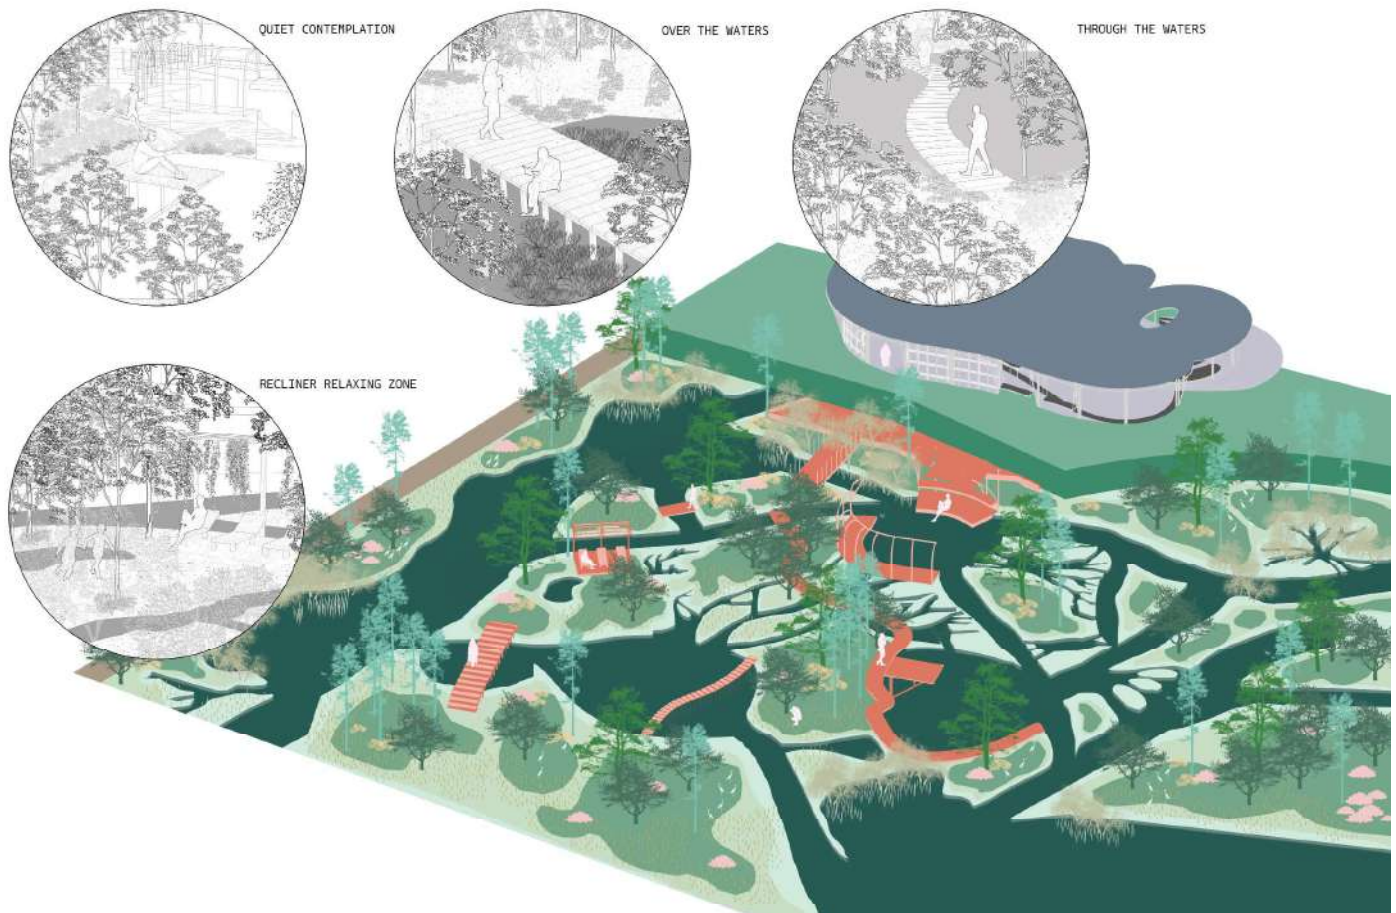 QUIET CONTEMPLATION
OVER THE WATERS
THROUGH THE WATERS
RECLINER RELAXING ZONE